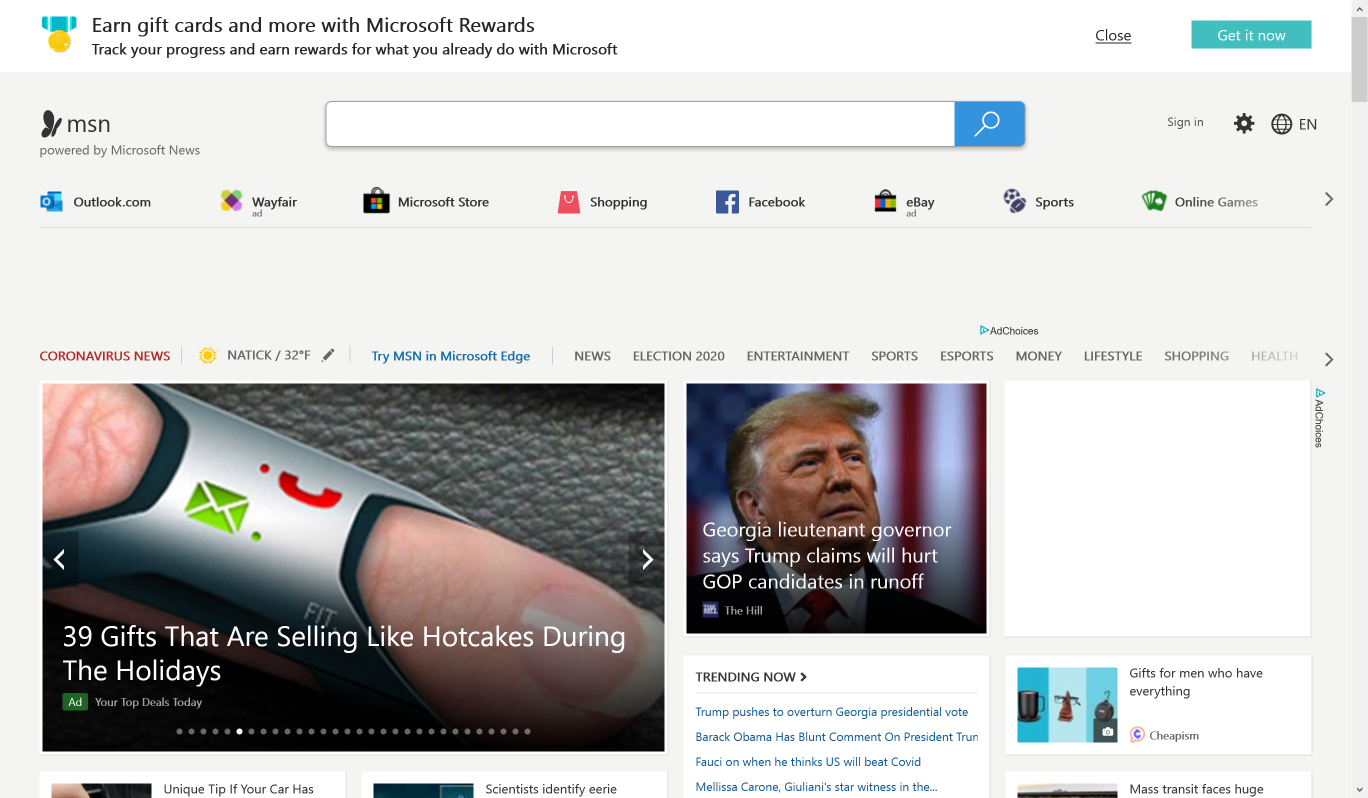 Earn gift cards and more with Microsoft Rewards
Track your progress and earn rewards for what you already do with Microsoft
Close
Get it now
msn
powered by Microsoft News
Sign in
EN
Outlook.com
Wayfair
ad
Microsoft Store
Shopping
Facebook
eBay
ad
Sports
Online Games
AdChoices
CORONAVIRUS NEWS
NATICK / 32°F
Try MSN in Microsoft Edge
NEWS
ELECTION 2020
ENTERTAINMENT
SPORTS
ESPORTS
MONEY
LIFESTYLE
SHOPPING
HEALTH
AdChoices
FIT
39 Gifts That Are Selling Like Hotcakes During
The Holidays
Ad Your Top Deals Today
Georgia lieutenant governor
says Trump claims will hurt
GOP candidates in runoff
The Hill
TRENDING NOW
Trump pushes to overturn Georgia presidential vote
Barack Obama Has Blunt Comment On President Trun
Fauci on when he thinks US will beat Covid
Mellissa Carone, Giuliani's star witness in the...
Gifts for men who have
everything
Cheapism
Unique Tip If Your Car Has
Scientists identify eerie
Mass transit faces huge